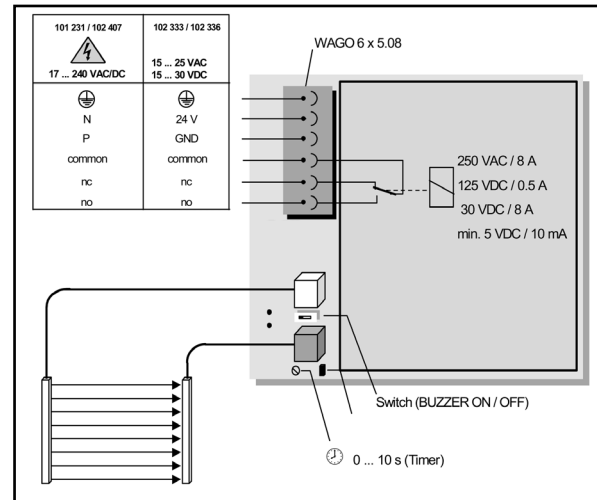 101 231 / 102 407
102 333 / 102 336
17 ... 240 VAC/DC
15 ... 25 VAC
15 ... 30 VDC
N
24 V
P
GND
common
common
nc
nc
no
no
WAGO 6 x 5.08
250 VAC / 8 A
125 VDC / 0.5 A
30 VDC / 8 A
min. 5 VDC / 10 mA
Switch (BUZZER ON / OFF)
0 ... 10 s (Timer)